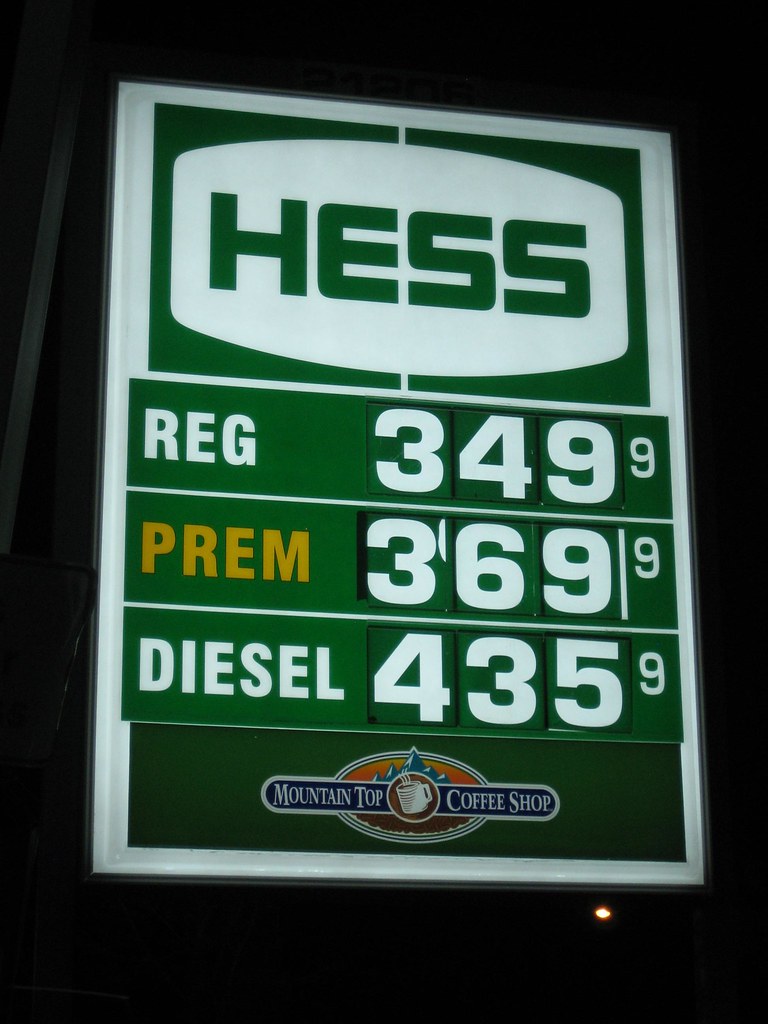 HESS
REG 349 9
PREM 369 9
DIESEL 435 9
MOUNTAIN TOP COFFEE SHOP